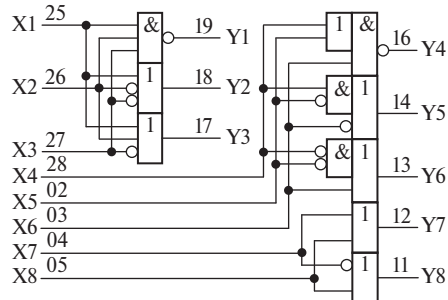 X1 25 & 19 Y1 1 & 16 Y4
X2 26 1 18 Y2 & 1 14 Y5
X3 27 1 17 Y3
X4 28 & 1 13 Y6
X5 02
X6 03 1 12 Y7
X7 04
X8 05 1 11 Y8